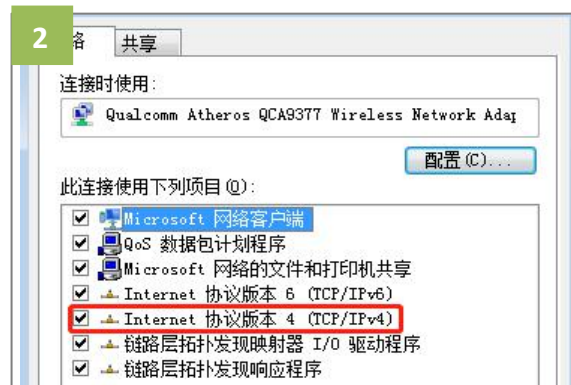 2
络
共享
连接时使用:
Qualcomm Atheros QCA9377 Wireless Network Adap
配置(C)...
此连接使用下列项目(O):
Microsoft 网络客户端
QoS 数据包计划程序
Microsoft 网络的文件和打印机共享
Internet 协议版本 6 (TCP/IPv6)
Internet 协议版本 4 (TCP/IPv4)
链路层拓扑发现映射器 I/O 驱动程序
链路层拓扑发现响应程序